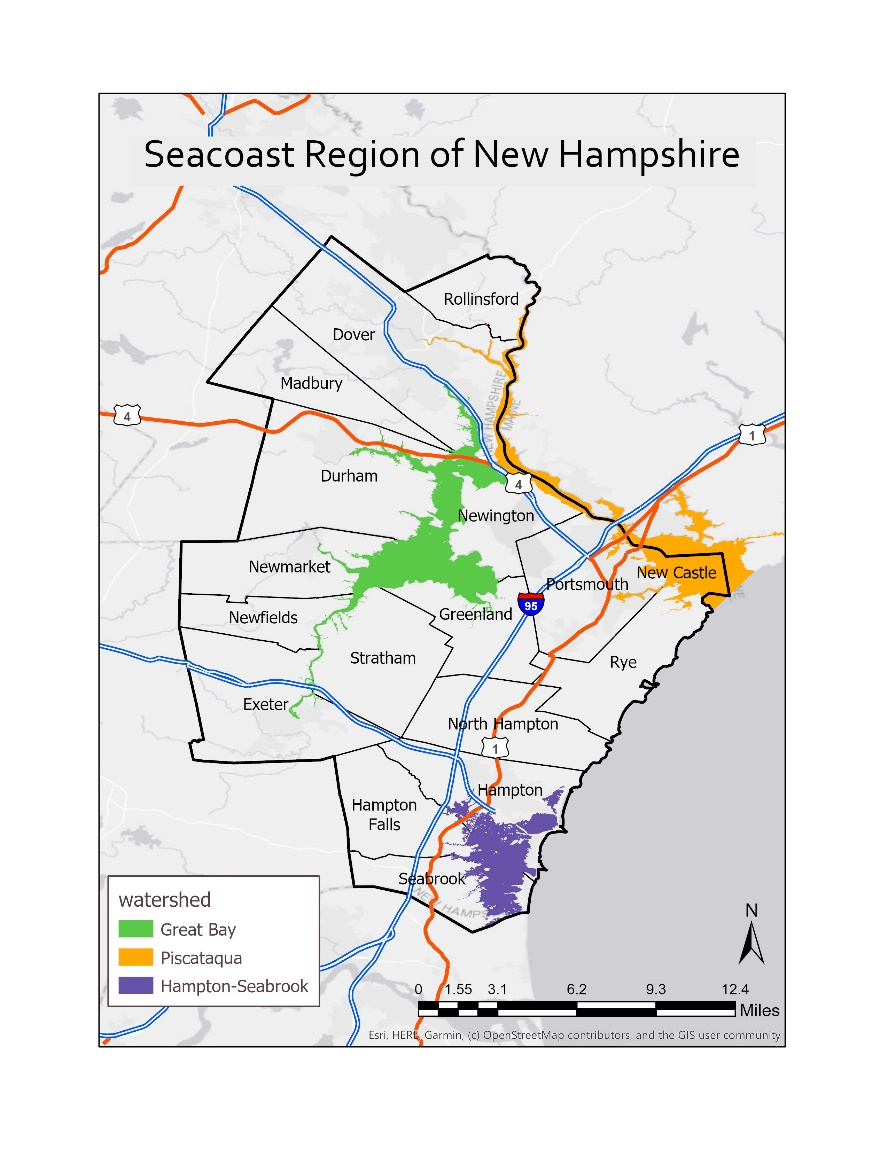 Seacoast Region of New Hampshire
Rollinsford
Dover
Madbury
NEW HAMPSHIRE
MAINE
4
1
Durham
4
Newington
Newmarket
New Castle
Portsmouth
95
Greenland
Newfields
Stratham
Rye
Exeter
North Hampton
1
Hampton
Hampton
Falls
Seabrook
watershed
Great Bay
Piscataqua
Hampton-Seabrook
N
0 1.55 3.1 6.2 9.3 12.4
Miles
Esri, HERE, Garmin, (c) OpenStreetMap contributors, and the GIS user community